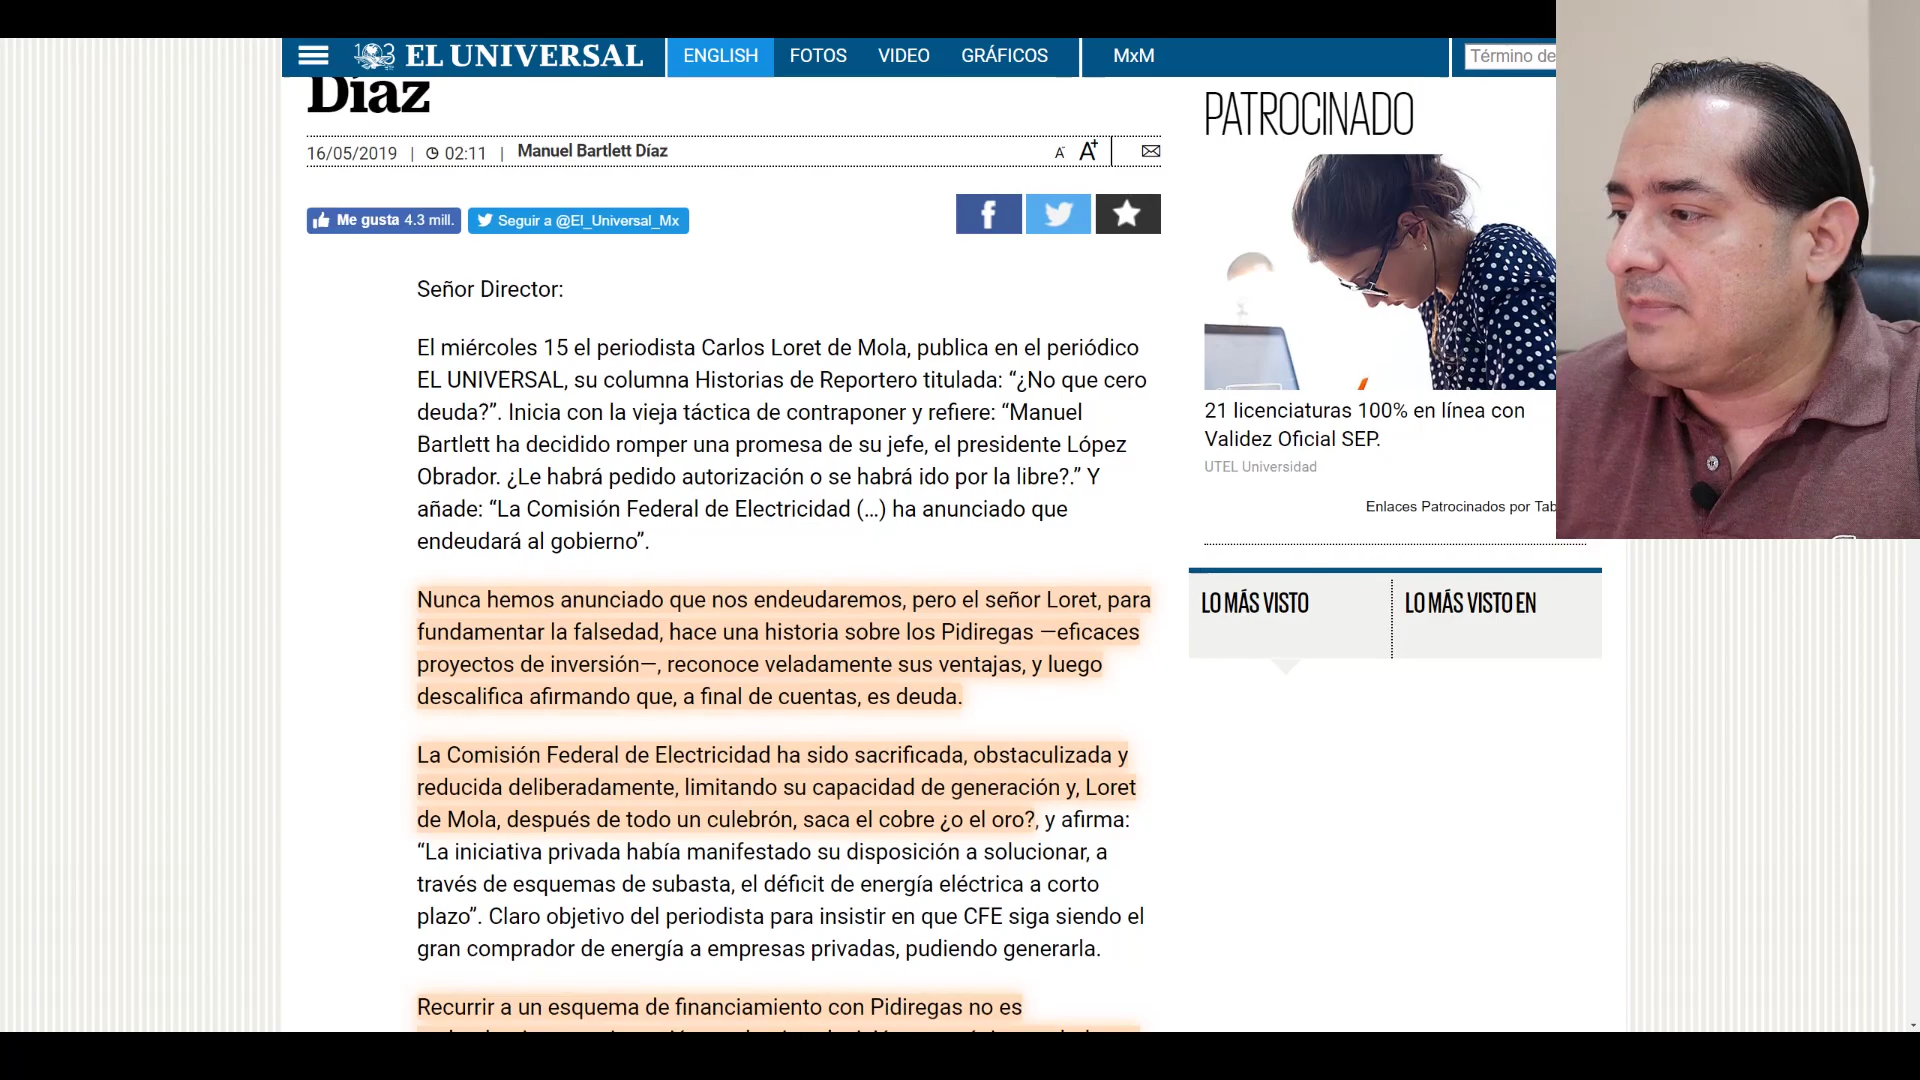 103 EL UNIVERSAL ENGLISH FOTOS VIDEO GRÁFICOS MxM Término de
Díaz
16/05/2019 | 02:11 | Manuel Bartlett Díaz A- A+
Me gusta 4.3 mill. Seguir a @El_Universal_Mx
Señor Director:
El miércoles 15 el periodista Carlos Loret de Mola, publica en el periódico
EL UNIVERSAL, su columna Historias de Reportero titulada: “¿No que cero
deuda?”. Inicia con la vieja táctica de contraponer y refiere: “Manuel
Bartlett ha decidido romper una promesa de su jefe, el presidente López
Obrador. ¿Le habrá pedido autorización o se habrá ido por la libre?.” Y
añade: “La Comisión Federal de Electricidad (...) ha anunciado que
endeudará al gobierno”.
Nunca hemos anunciado que nos endeudaremos, pero el señor Loret, para
fundamentar la falsedad, hace una historia sobre los Pidiregas —eficaces
proyectos de inversión—, reconoce veladamente sus ventajas, y luego
descalifica afirmando que, a final de cuentas, es deuda.
La Comisión Federal de Electricidad ha sido sacrificada, obstaculizada y
reducida deliberadamente, limitando su capacidad de generación y, Loret
de Mola, después de todo un culebrón, saca el cobre ¿o el oro?, y afirma:
“La iniciativa privada había manifestado su disposición a solucionar, a
través de esquemas de subasta, el déficit de energía eléctrica a corto
plazo”. Claro objetivo del periodista para insistir en que CFE siga siendo el
gran comprador de energía a empresas privadas, pudiendo generarla.
Recurrir a un esquema de financiamiento con Pidiregas no es
PATROCINADO
21 licenciaturas 100% en línea con
Validez Oficial SEP.
UTEL Universidad
Enlaces Patrocinados por Tab
LO MÁS VISTO
LO MÁS VISTO EN